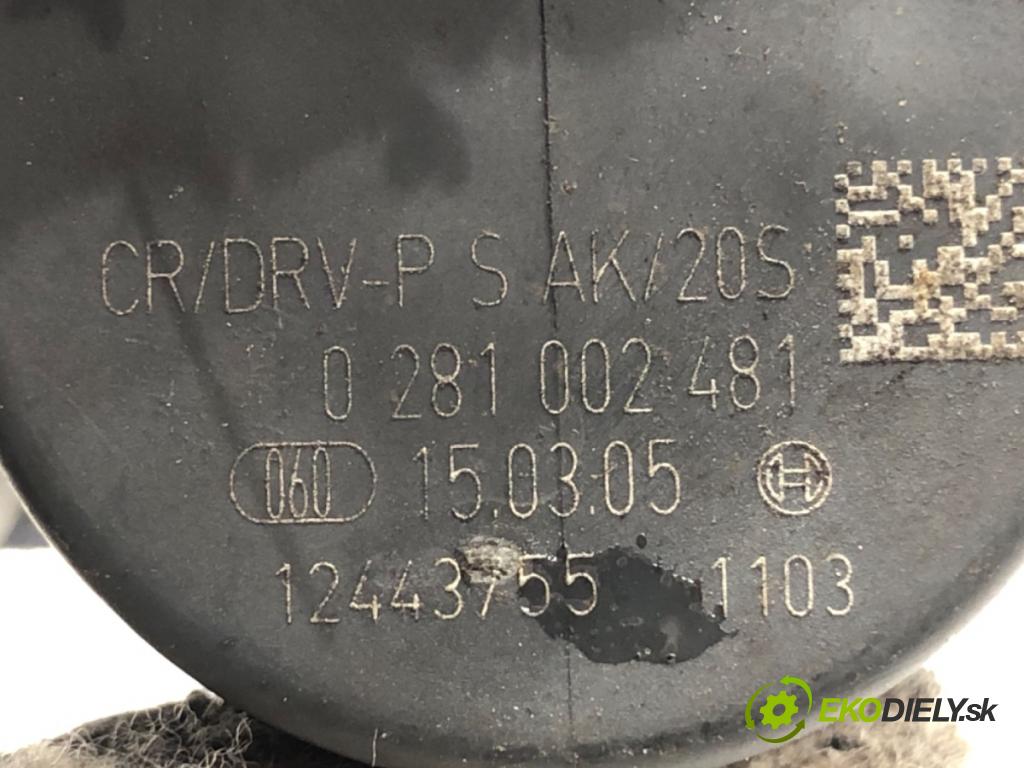 CR/DRV-P S AK/20S
0 281 002 481
060 15.03.05 H
12443755 1103
EKODIELY.sk